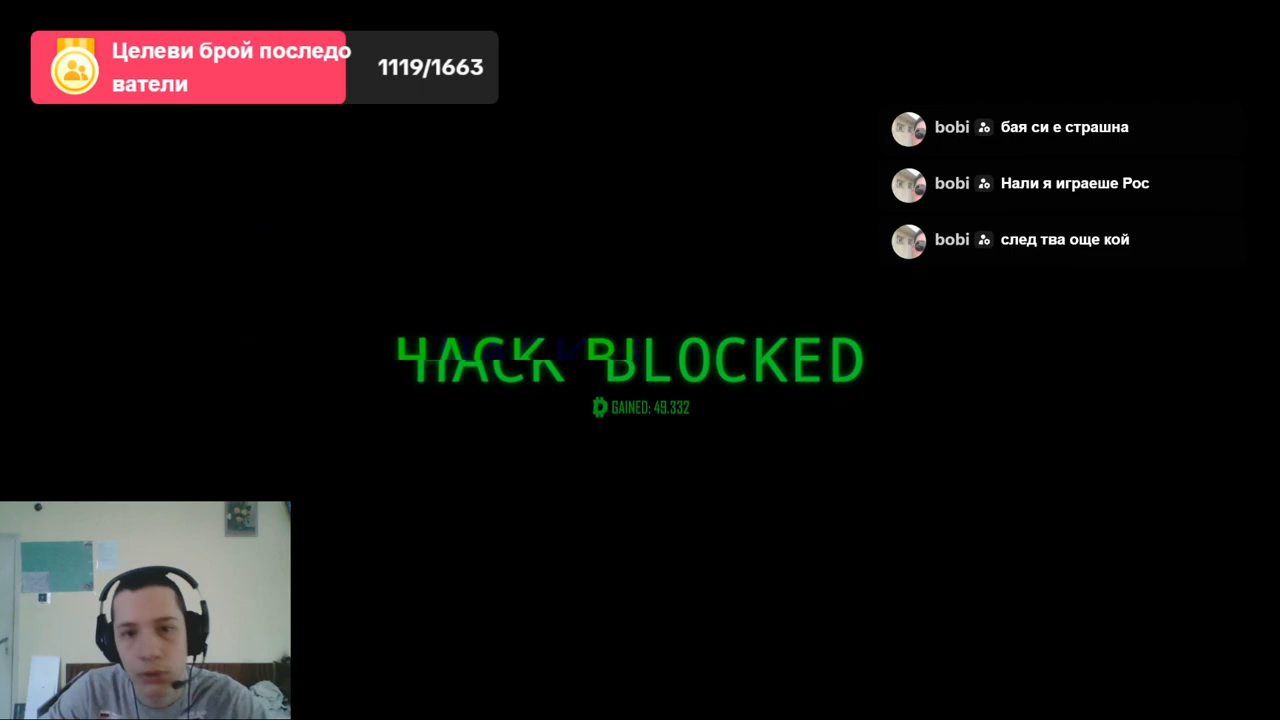 Целеви брой последо
ватели
1119/1663
bobi бая си е страшна
bobi Нали я играеше Рос
bobi след тва още кой
HACK BLOCKED
GAINED: 49.332